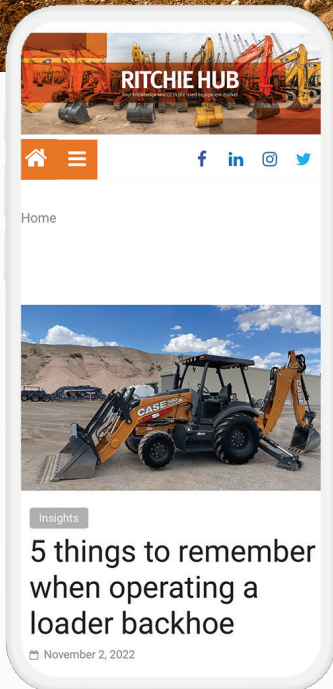 RITCHIE HUB
Home
CASE
Insights
5 things to remember
when operating a
loader backhoe
November 2, 2022